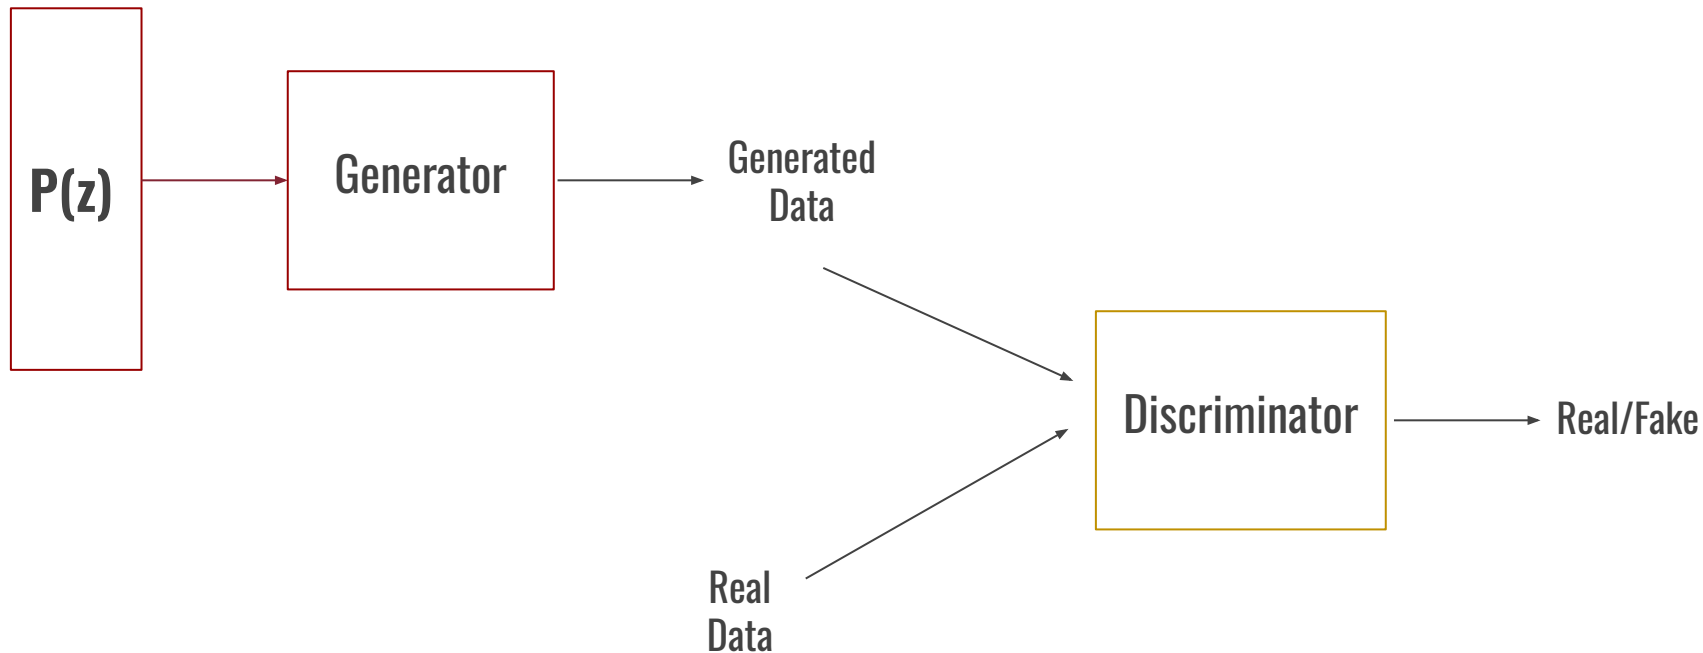 P(z)
Generator
Generated
Data
Discriminator
Real/Fake
Real
Data